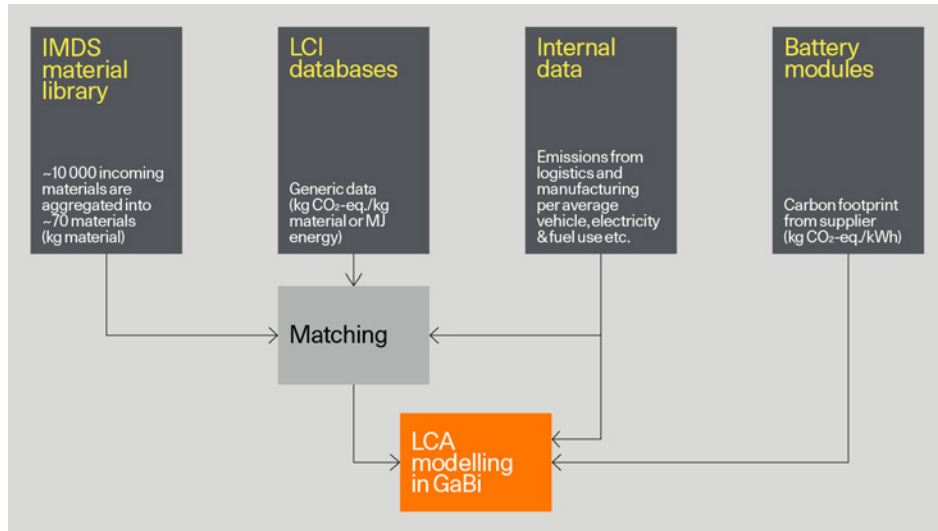 IMDS
material
library
~10 000 incoming
materials are
aggregated into
~70 materials
(kg material)
LCI
databases
Generic data
(kg CO₂-eq./kg
material or MJ
energy)
Internal
data
Emissions from
logistics and
manufacturing
per average
vehicle, electricity
& fuel use etc.
Battery
modules
Carbon footprint
from supplier
(kg CO₂-eq./kWh)
Matching
LCA
modelling
in GaBi